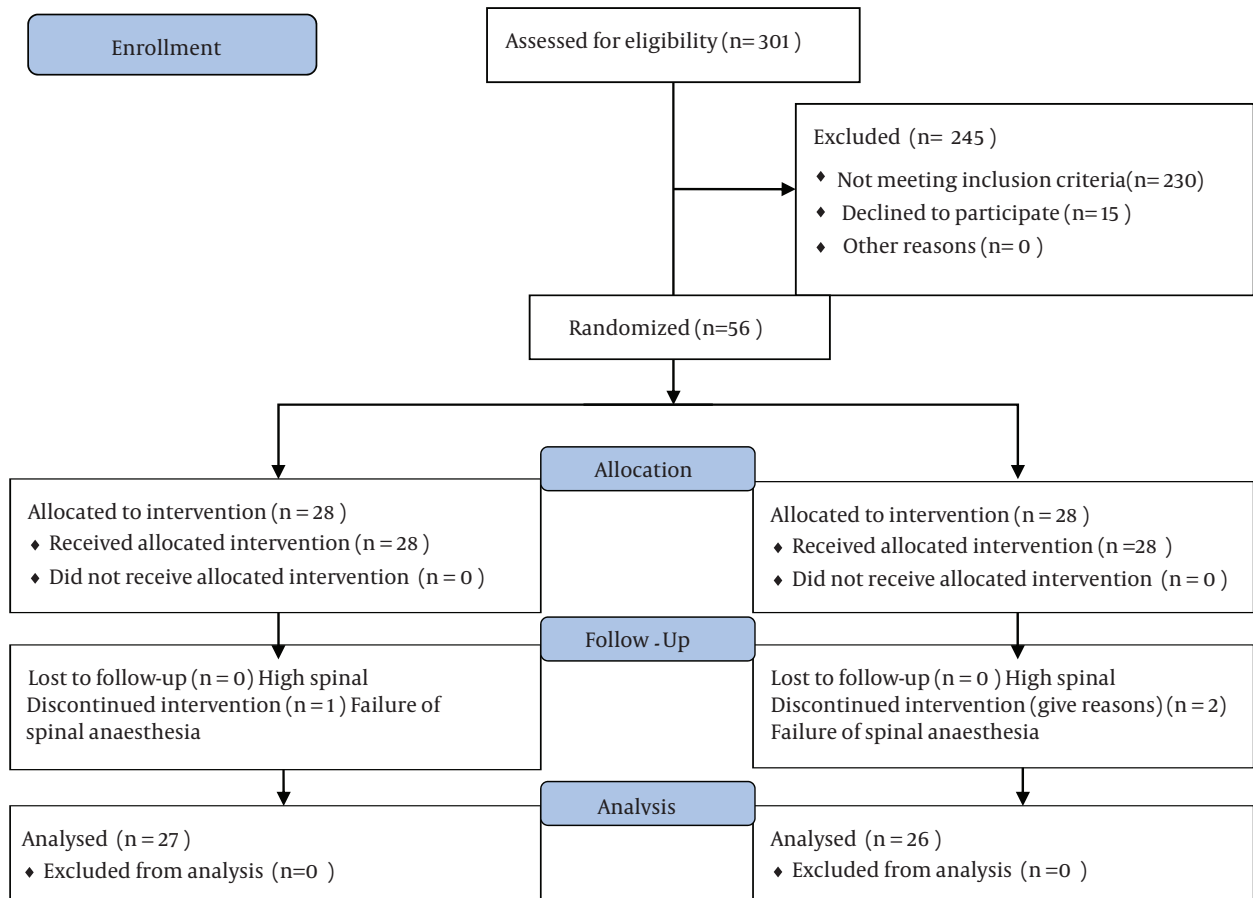 Enrollment
Assessed for eligibility (n=301)
Excluded (n= 245)
♦ Not meeting inclusion criteria(n=230)
♦ Declined to participate (n=15)
♦ Other reasons (n= 0)
Randomized (n=56)
Allocation
Allocated to intervention (n = 28)
♦ Received allocated intervention (n = 28)
♦ Did not receive allocated intervention (n = 0)
Allocated to intervention (n = 28)
♦ Received allocated intervention (n =28)
♦ Did not receive allocated intervention (n = 0)
Follow -Up
Lost to follow-up (n = 0) High spinal
Discontinued intervention (n = 1) Failure of
spinal anaesthesia
Lost to follow-up (n = 0) High spinal
Discontinued intervention (give reasons) (n = 2)
Failure of spinal anaesthesia
Analysis
Analysed (n = 27)
♦ Excluded from analysis (n=0)
Analysed (n = 26)
♦ Excluded from analysis (n =0)